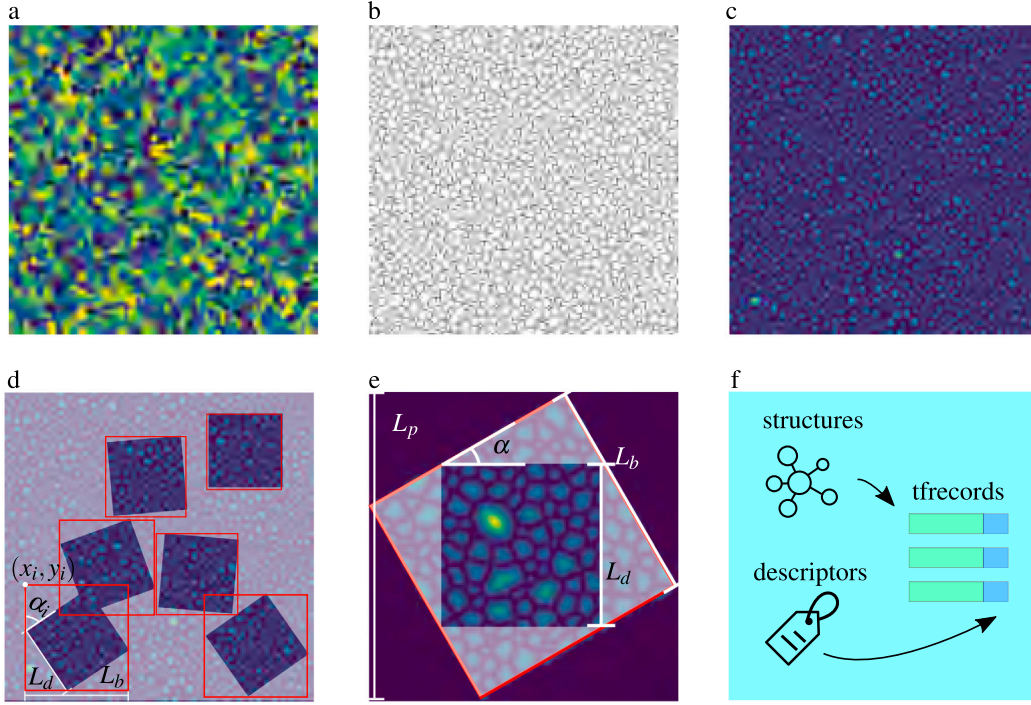 a
b
c
d
(x_i, y_i)
α_i
L_d
L_b
e
L_p
α
L_b
L_d
f
structures
tfrecords
descriptors